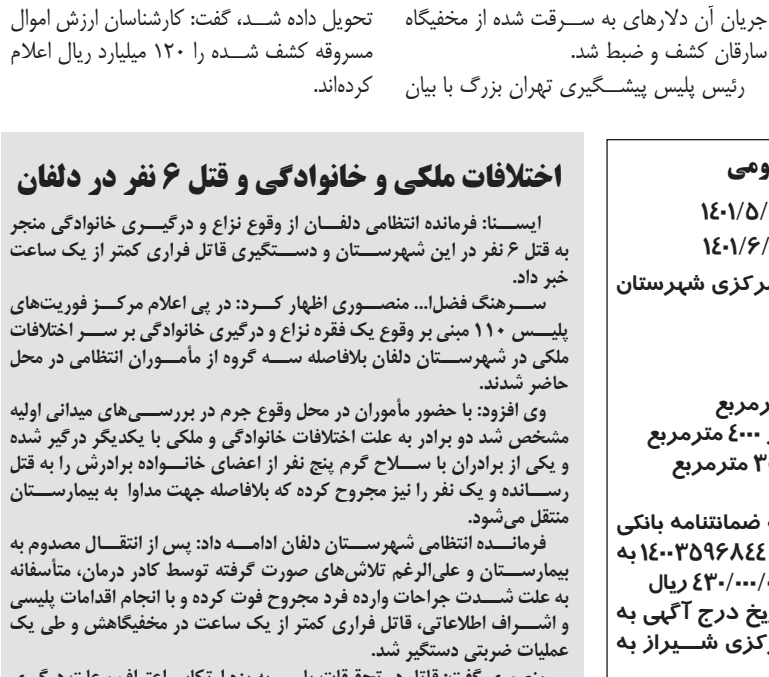 جریان آن دلارهای به سرقت شده از مخفیگاه
سارقان کشف و ضبط شد.
رئیس پلیس پیشگیری تهران بزرگ با بیان
تحویل داده شد، گفت: کارشناسان ارزش اموال
مسروقه کشف شده را ۱۲۰ میلیارد ریال اعلام
کرده‌اند.
ومی
۱۴۰۱/۵/
۱۴۰۱/۶/
مرکزی شهرستان
رمربع
۴۰۰۰ مترمربع
۳ مترمربع
ضمانتنامه بانکی
۱۴۰۰۳۵۹۶۸۴۴ به
۴۳۰/۰۰۰/ ریال
ریخ درج آگهی به
رکزی شیراز به
اختلافات ملکی و خانوادگی و قتل ۶ نفر در دلفان
ایسنا: فرمانده انتظامی دلفان از وقوع نزاع و درگیری خانوادگی منجر
به قتل ۶ نفر در این شهرستان و دستگیری قاتل فراری کمتر از یک ساعت
خبر داد.
سرهنگ فضل‌ا... منصوری اظهار کرد: در پی اعلام مرکز فوریت‌های
پلیس ۱۱۰ مبنی بر وقوع یک فقره نزاع و درگیری خانوادگی بر سر اختلافات
ملکی در شهرستان دلفان بلافاصله سه گروه از مأموران انتظامی در محل
حاضر شدند.
وی افزود: با حضور مأموران در محل وقوع جرم در بررسی‌های میدانی اولیه
مشخص شد دو برادر به علت اختلافات خانوادگی و ملکی با یکدیگر درگیر شده
و یکی از برادران با سلاح گرم پنج نفر از اعضای خانواده برادرش را به قتل
رسانده و یک نفر را نیز مجروح کرده که بلافاصله جهت مداوا به بیمارستان
منتقل می‌شود.
فرمانده انتظامی شهرستان دلفان ادامه داد: پس از انتقال مصدوم به
بیمارستان و علی‌الرغم تلاش‌های صورت گرفته توسط کادر درمان، متأسفانه
به علت شدت جراحات وارده فرد مجروح فوت کرده و با انجام اقدامات پلیسی
و اشراف اطلاعاتی، قاتل فراری کمتر از یک ساعت در مخفیگاهش و طی یک
عملیات ضربتی دستگیر شد.